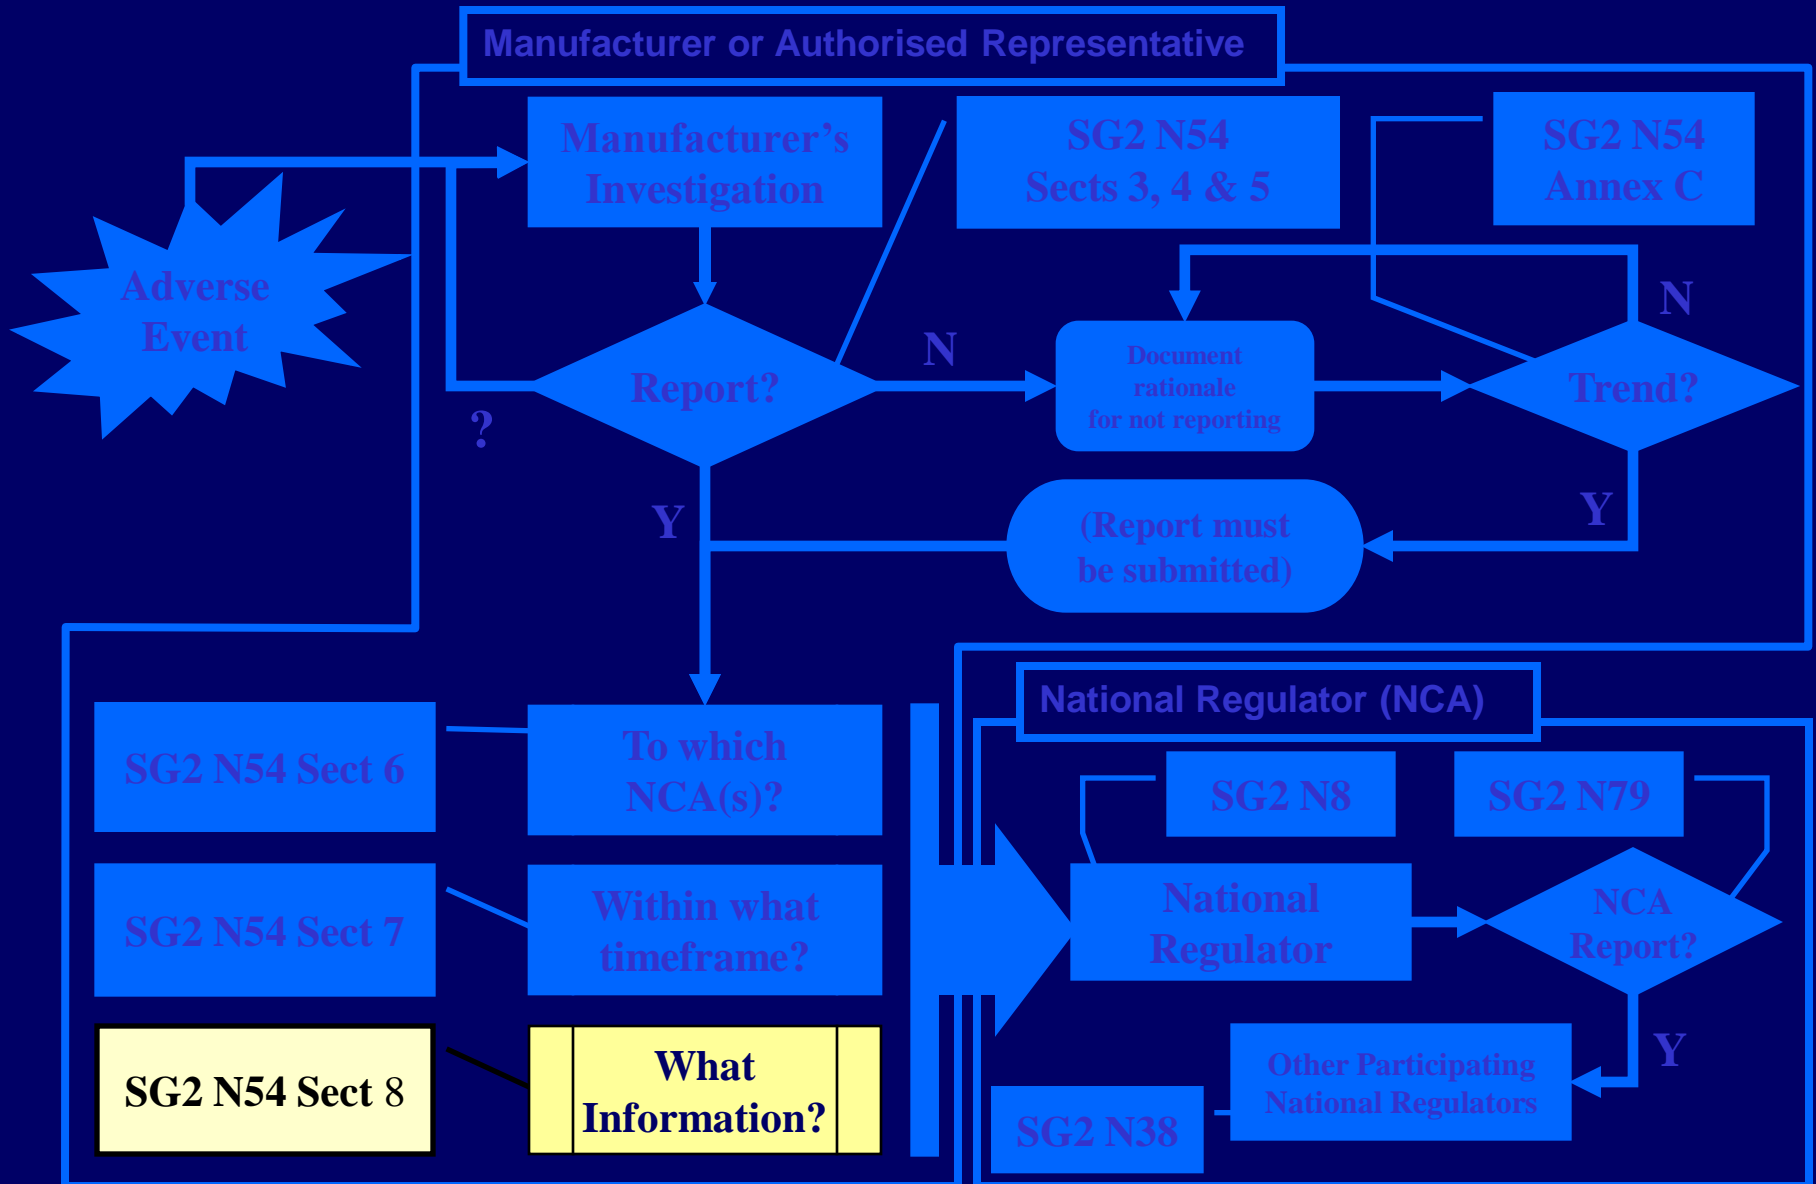 Manufacturer or Authorised Representative
Manufacturer's
Investigation
SG2 N54
Sects 3, 4 & 5
SG2 N54
Annex C
Adverse
Event
Report?
?
N
Document
rationale
for not reporting
Trend?
N
Y
Y
(Report must
be submitted)
SG2 N54 Sect 6
To which
NCA(s)?
SG2 N54 Sect 7
Within what
timeframe?
SG2 N54 Sect 8
What
Information?
National Regulator (NCA)
SG2 N8
SG2 N79
National
Regulator
NCA
Report?
Y
Other Participating
National Regulators
SG2 N38